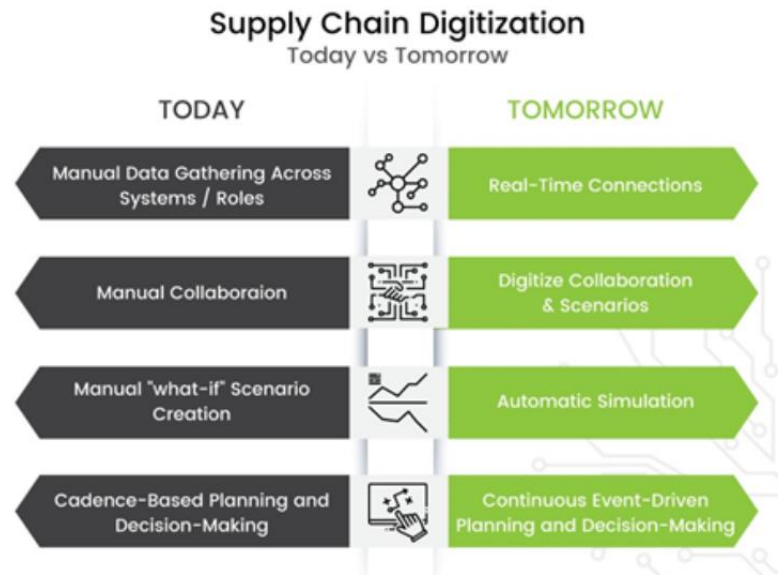 Supply Chain Digitization
Today vs Tomorrow
TODAY
TOMORROW
Manual Data Gathering Across
Systems / Roles
Real-Time Connections
Manual Collaboraion
Digitize Collaboration
& Scenarios
Manual "what-if" Scenario
Creation
Automatic Simulation
Cadence-Based Planning and
Decision-Making
Continuous Event-Driven
Planning and Decision-Making